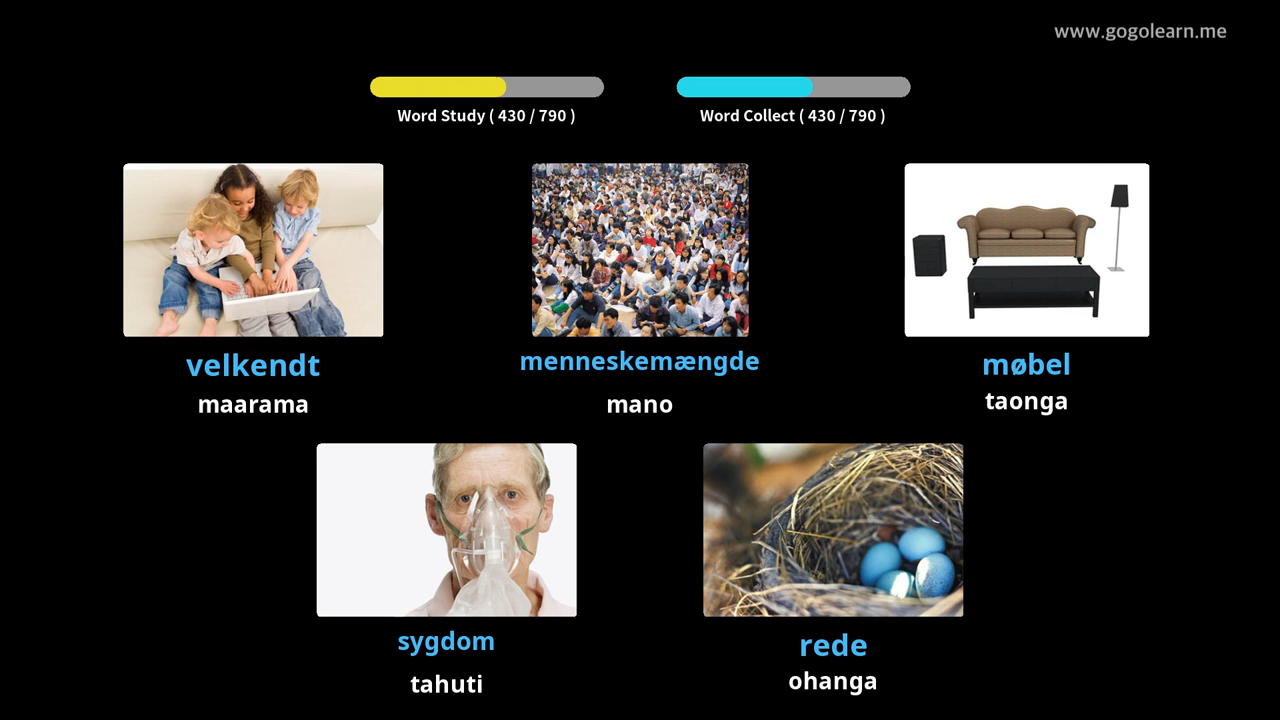 www.gogolearn.me
Word Study ( 430 / 790 )
Word Collect ( 430 / 790 )
velkendt
maarama
menneskemængde
mano
møbel
taonga
sygdom
tahuti
rede
ohanga